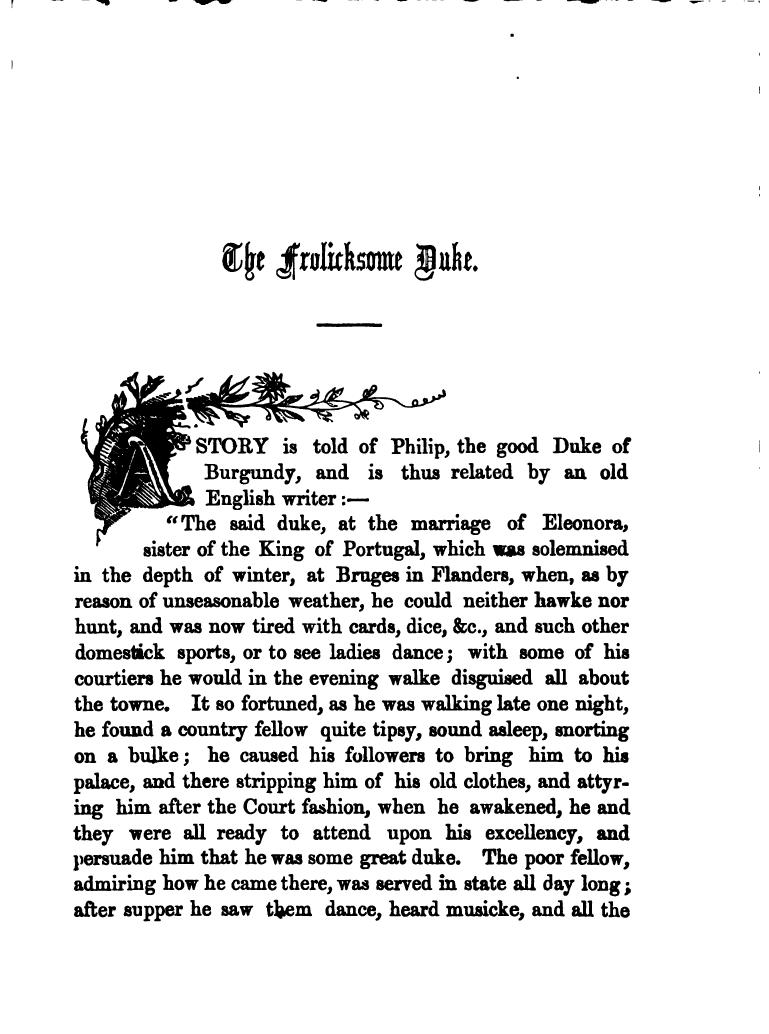 The Frolicksome Duke.
A STORY is told of Philip, the good Duke of
Burgundy, and is thus related by an old
English writer:—
"The said duke, at the marriage of Eleonora,
sister of the King of Portugal, which was solemnised
in the depth of winter, at Bruges in Flanders, when, as by
reason of unseasonable weather, he could neither hawke nor
hunt, and was now tired with cards, dice, &c., and such other
domestick sports, or to see ladies dance; with some of his
courtiers he would in the evening walke disguised all about
the towne. It so fortuned, as he was walking late one night,
he found a country fellow quite tipsy, sound asleep, snorting
on a bulke; he caused his followers to bring him to his
palace, and there stripping him of his old clothes, and attyr-
ing him after the Court fashion, when he awakened, he and
they were all ready to attend upon his excellency, and
persuade him that he was some great duke. The poor fellow,
admiring how he came there, was served in state all day long;
after supper he saw them dance, heard musicke, and all the